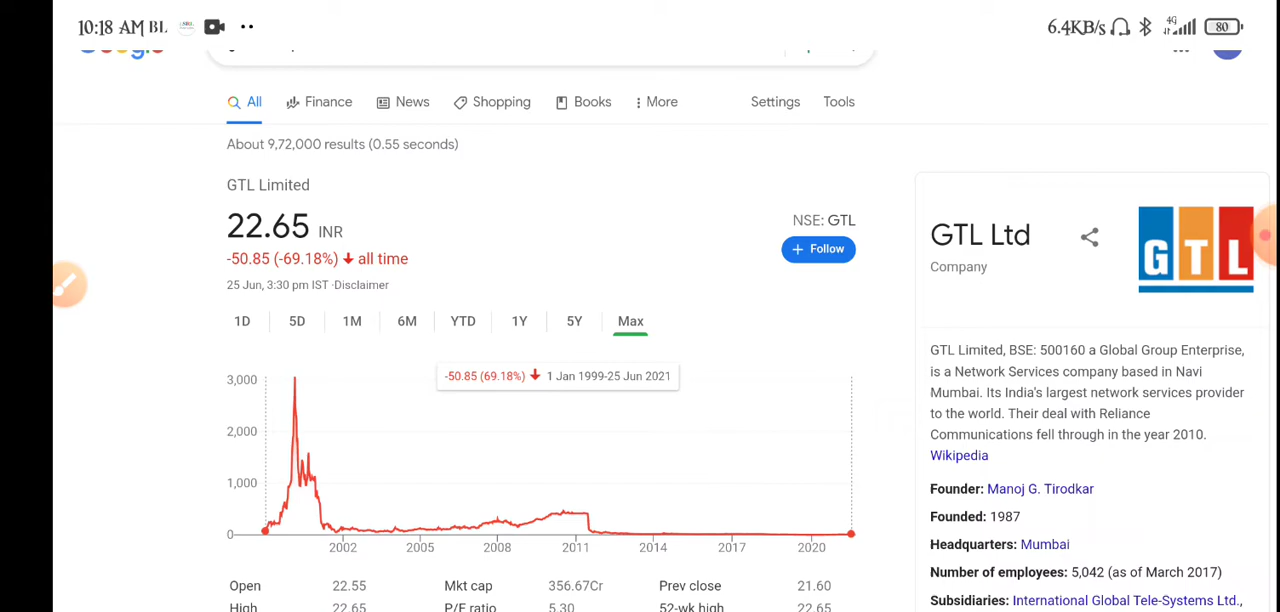 10:18 AM BL
6.4KB/s 4G 80
All Finance News Shopping Books More Settings Tools
About 9,72,000 results (0.55 seconds)
GTL Limited
22.65 INR
NSE: GTL
-50.85 (-69.18%) all time
+ Follow
25 Jun, 3:30 pm IST ·Disclaimer
1D 5D 1M 6M YTD 1Y 5Y Max
-50.85 (69.18%) 1 Jan 1999-25 Jun 2021
3,000
2,000
1,000
0
2002 2005 2008 2011 2014 2017 2020
Open 22.55 Mkt cap 356.67Cr Prev close 21.60
High 22.65 P/E ratio 5.30 52-wk high 22.65
GTL Ltd
Company
GTL
GTL Limited, BSE: 500160 a Global Group Enterprise,
is a Network Services company based in Navi
Mumbai. Its India's largest network services provider
to the world. Their deal with Reliance
Communications fell through in the year 2010.
Wikipedia
Founder: Manoj G. Tirodkar
Founded: 1987
Headquarters: Mumbai
Number of employees: 5,042 (as of March 2017)
Subsidiaries: International Global Tele-Systems Ltd.,